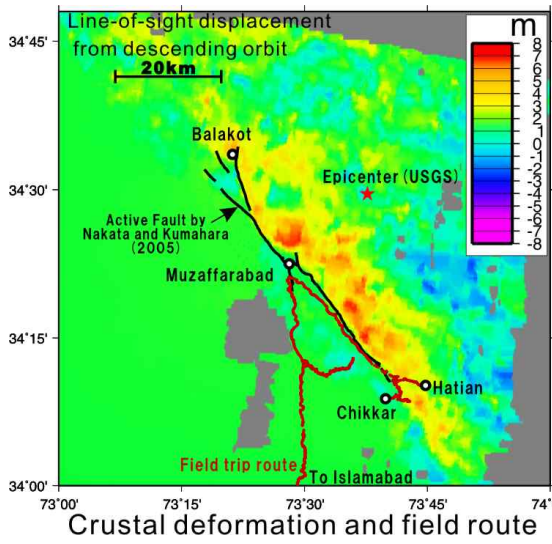 Line-of-sight displacement
from descending orbit
20km
m
8
7
6
5
4
3
2
1
0
-1
-2
-3
-4
-5
-6
-7
-8
34°45'
34°30'
34°15'
34°00'
Balakot
Epicenter (USGS)
Active Fault by
Nakata and Kumahara
(2005)
Muzaffarabad
Hatian
Chikkar
Field trip route
To Islamabad
73°00'
73°15'
73°30'
73°45'
74°
Crustal deformation and field route